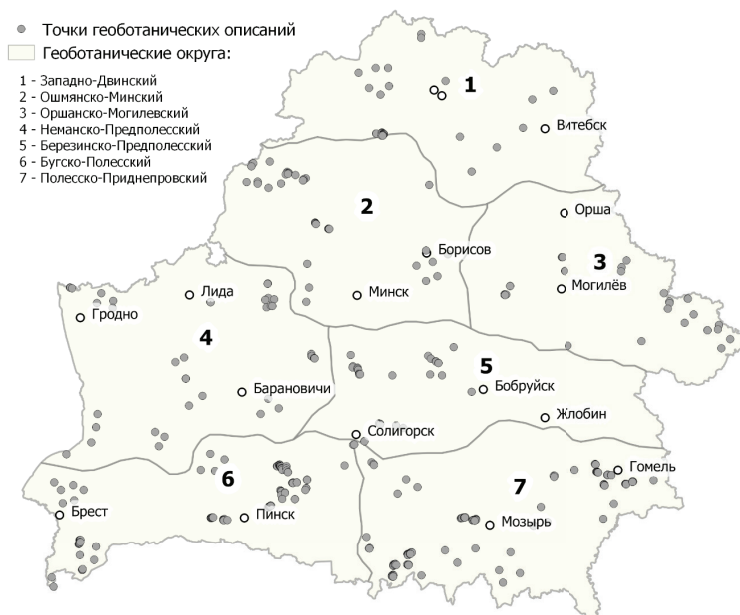 Точки геоботанических описаний
Геоботанические округа:
1 - Западно-Двинский
2 - Ошмянско-Минский
3 - Оршанско-Могилевский
4 - Неманско-Предполесский
5 - Березинско-Предполесский
6 - Бугско-Полесский
7 - Полесско-Приднепровский
1
Витебск
2
Орша
Борисов
3
Лида
Минск
Могилёв
Гродно
4
5
Барановичи
Бобруйск
Жлобин
Солигорск
6
Гомель
7
Брест
Пинск
Мозырь